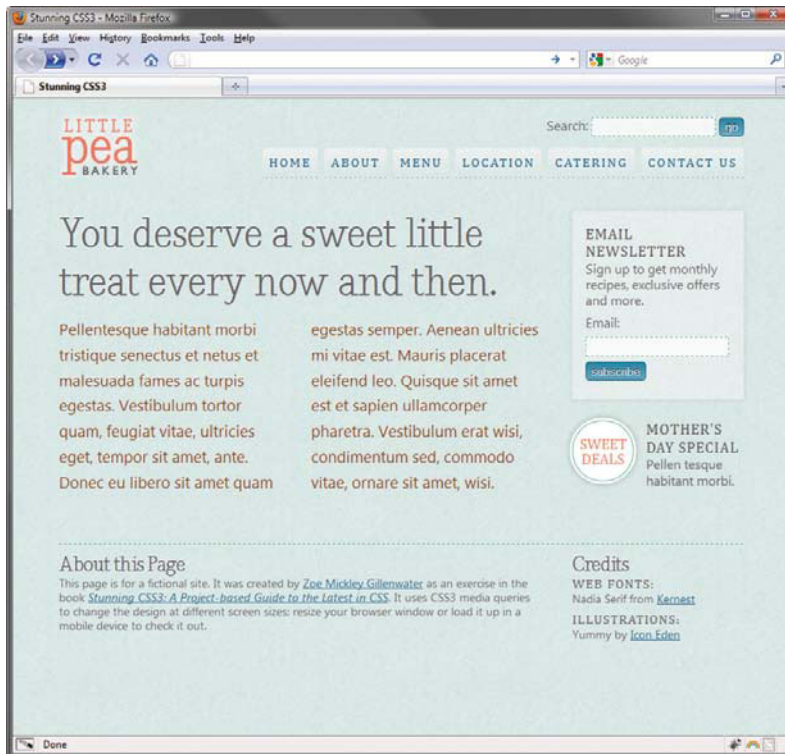 Stunning CSS3 - Mozilla Firefox
File Edit View History Bookmarks Tools Help
Google
Stunning CSS3
LITTLE
pea
BAKERY
Search:
go
HOME ABOUT MENU LOCATION CATERING CONTACT US
You deserve a sweet little
treat every now and then.
Pellentesque habitant morbi
tristique senectus et netus et
malesuada fames ac turpis
egestas. Vestibulum tortor
quam, feugiat vitae, ultricies
eget, tempor sit amet, ante.
Donec eu libero sit amet quam
egestas semper. Aenean ultricies
mi vitae est. Mauris placerat
eleifend leo. Quisque sit amet
est et sapien ullamcorper
pharetra. Vestibulum erat wisi,
condimentum sed, commodo
vitae, ornare sit amet, wisi.
EMAIL
NEWSLETTER
Sign up to get monthly
recipes, exclusive offers
and more.
Email:
subscribe
SWEET
DEALS
MOTHER'S
DAY SPECIAL
Pellen tesque
habitant morbi.
About this Page
This page is for a fictional site. It was created by Zoe Mickley Gillenwater as an exercise in the
book Stunning CSS3: A Project-based Guide to the Latest in CSS. It uses CSS3 media queries
to change the design at different screen sizes: resize your browser window or load it up in a
mobile device to check it out.
Credits
WEB FONTS:
Nadia Serif from Kernest
ILLUSTRATIONS:
Yummy by Icon Eden
Done